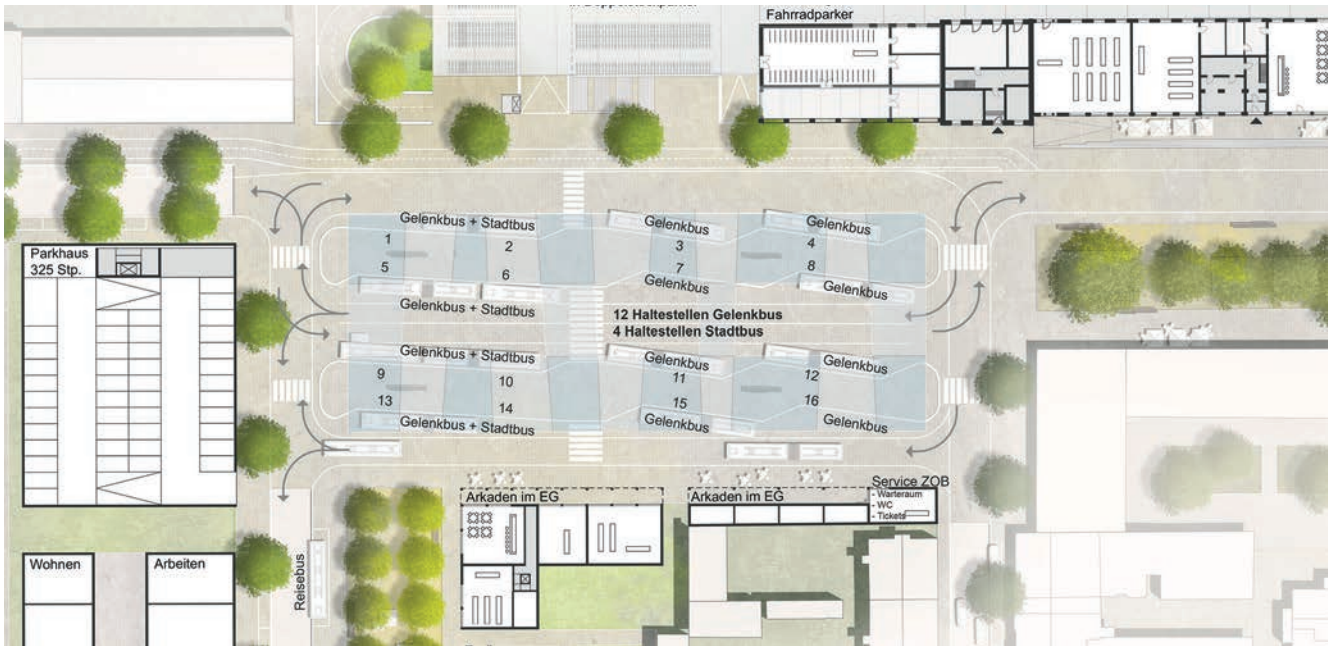 Fahrradparker
Parkhaus
325 Stp.
Gelenkbus + Stadtbus
Gelenkbus
Gelenkbus
1
2
3
4
5
6
7
8
Gelenkbus + Stadtbus
Gelenkbus
Gelenkbus
12 Haltestellen Gelenkbus
4 Haltestellen Stadtbus
Gelenkbus + Stadtbus
Gelenkbus
Gelenkbus
9
10
11
12
13
14
15
16
Gelenkbus + Stadtbus
Gelenkbus
Gelenkbus
Arkaden im EG
Arkaden im EG
Service ZOB
- Warteraum
- WC
- Tickets
Wohnen
Arbeiten
Reisebus